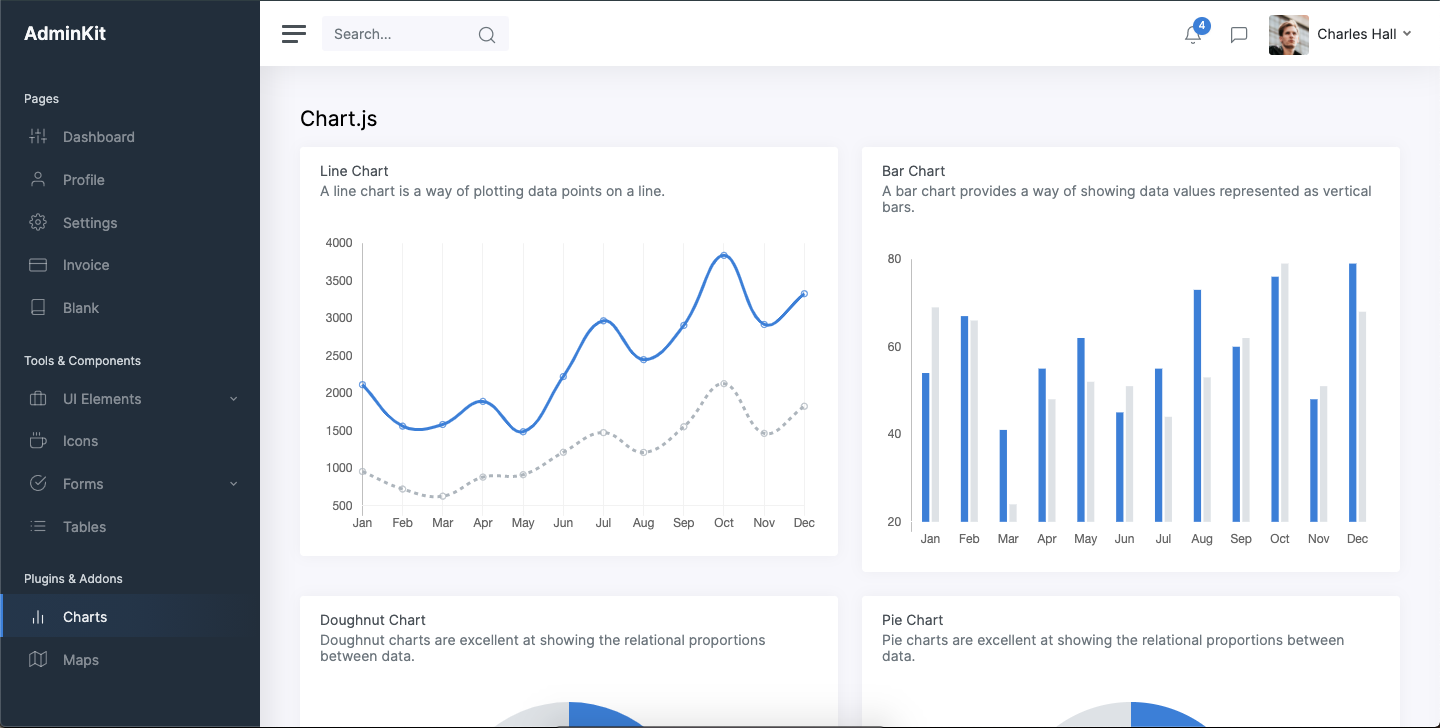 AdminKit
Search...
4
Charles Hall
Pages
Dashboard
Profile
Settings
Invoice
Blank
Tools & Components
UI Elements
Icons
Forms
Tables
Plugins & Addons
Charts
Maps
Chart.js
Line Chart
A line chart is a way of plotting data points on a line.
4000
3500
3000
2500
2000
1500
1000
500
Jan Feb Mar Apr May Jun Jul Aug Sep Oct Nov Dec
Bar Chart
A bar chart provides a way of showing data values represented as vertical
bars.
80
60
40
20
Jan Feb Mar Apr May Jun Jul Aug Sep Oct Nov Dec
Doughnut Chart
Doughnut charts are excellent at showing the relational proportions
between data.
Pie Chart
Pie charts are excellent at showing the relational proportions between
data.